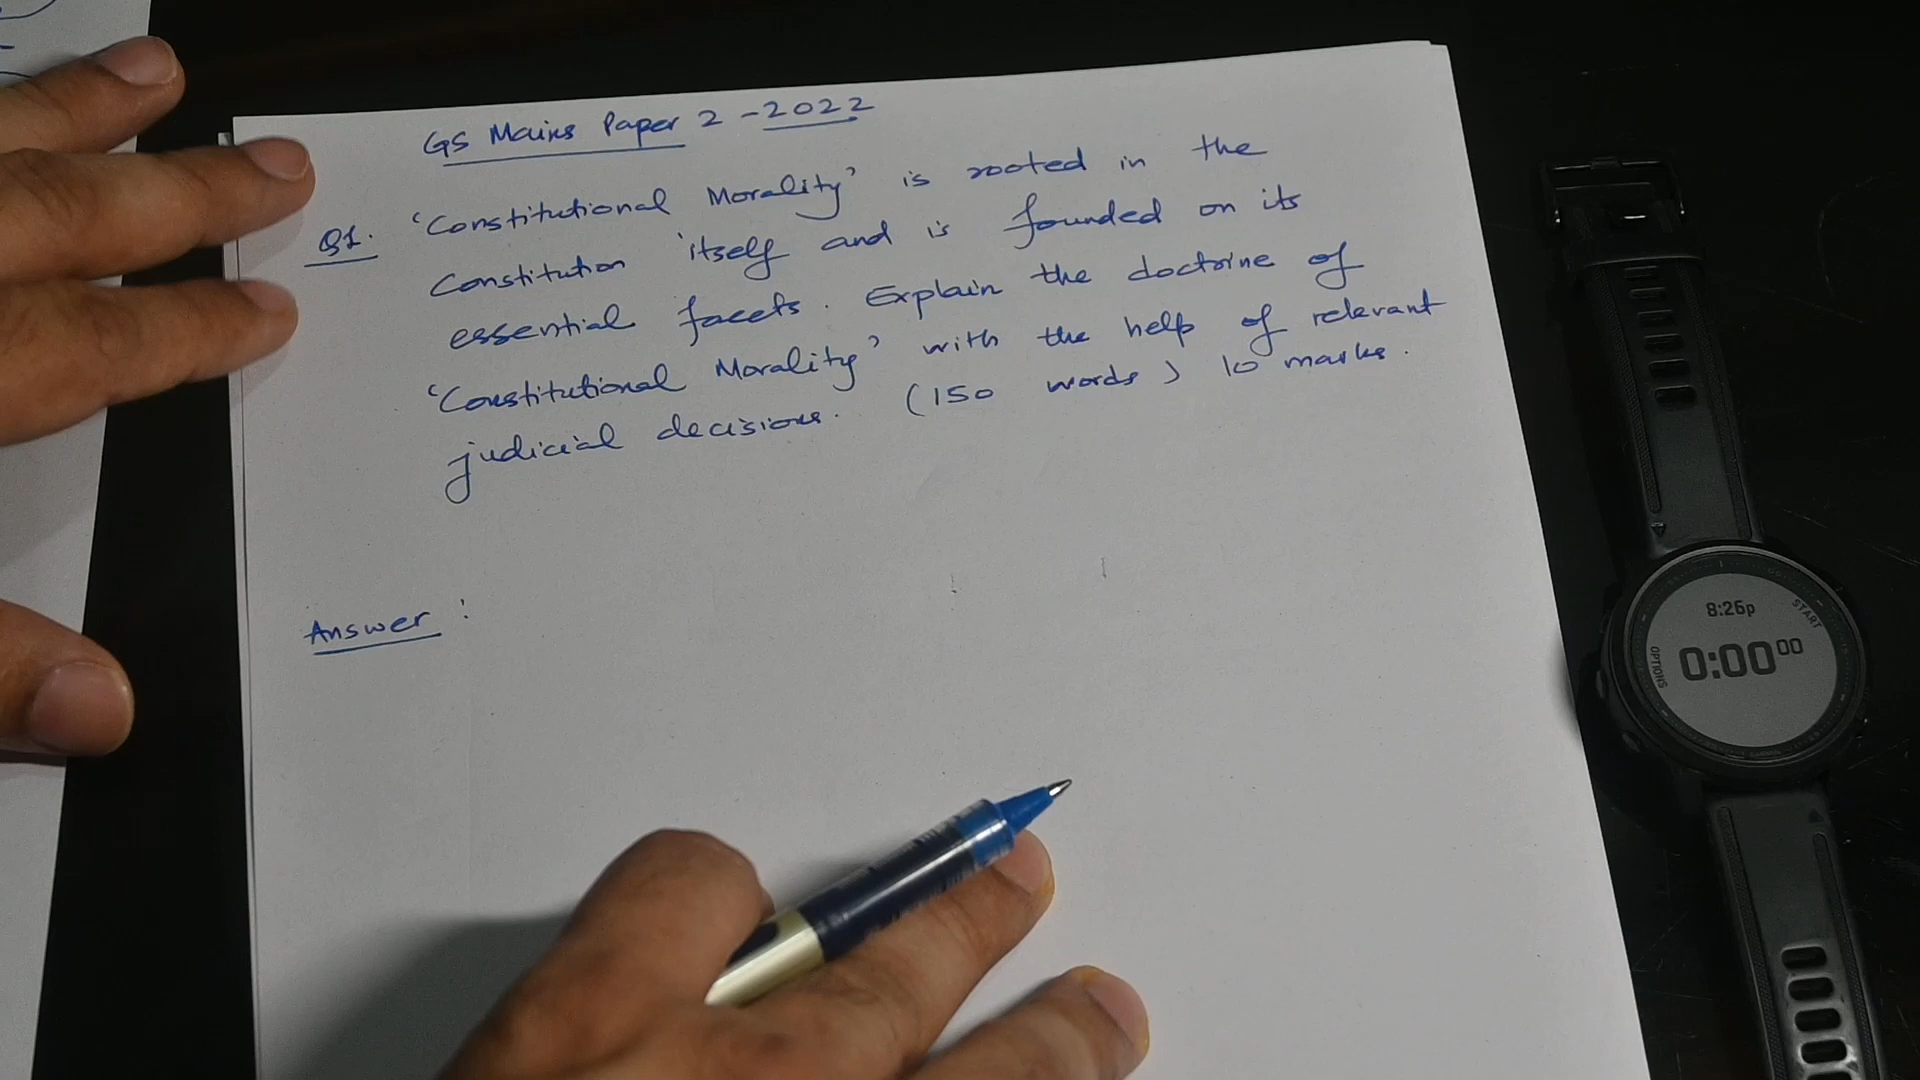 GS Mains Paper 2 - 2022
Q1. 'Constitutional Morality' is rooted in the
Constitution itself and is founded on its
essential facets. Explain the doctrine of
'Constitutional Morality' with the help of relevant
judicial decisions. (150 words) 10 marks.
Answer :
8:26p
START
0:00 00
OPTIONS